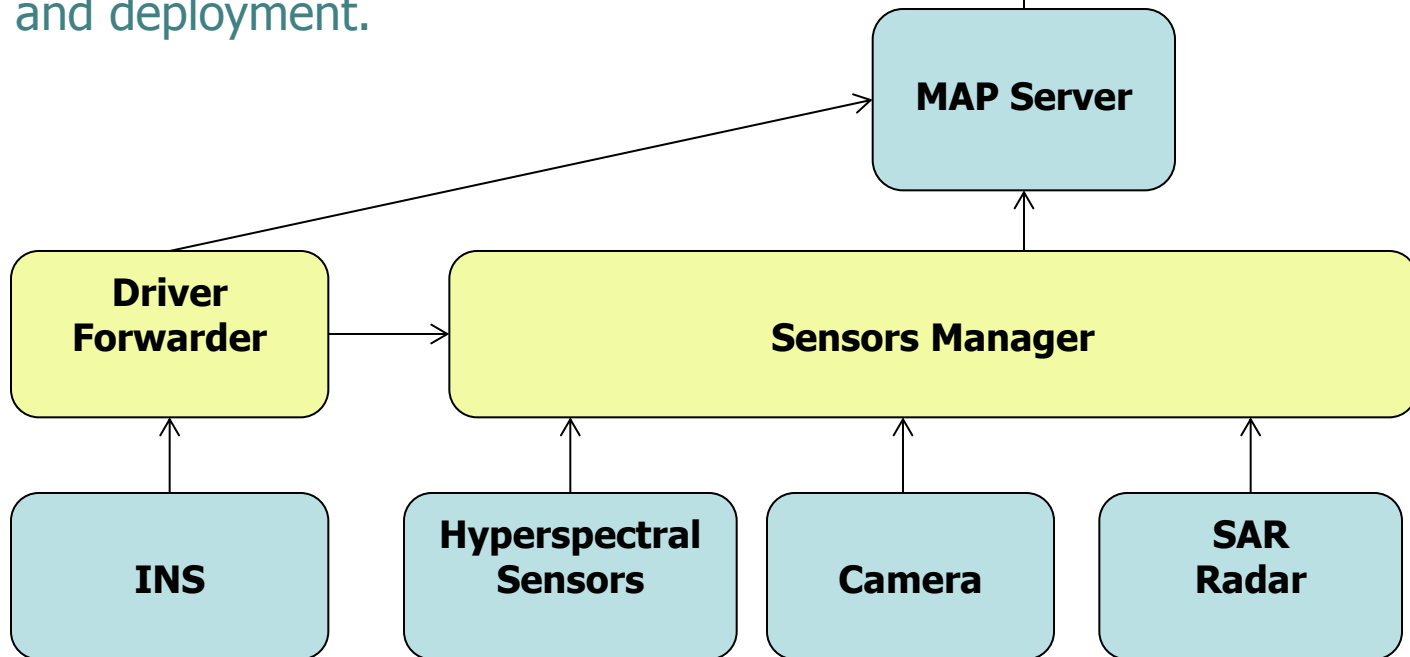 and deployment.
MAP Server
Driver
Forwarder
Sensors Manager
INS
Hyperspectral
Sensors
Camera
SAR
Radar